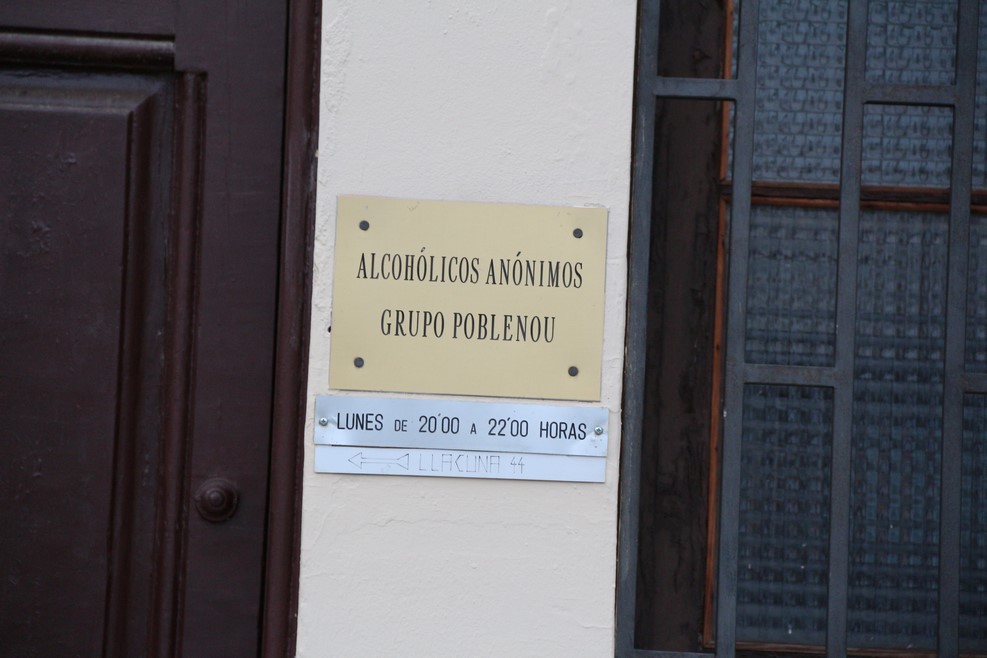 ALCOHÓLICOS ANÓNIMOS
GRUPO POBLENOU
LUNES DE 20'00 A 22'00 HORAS
LLACUNA 44